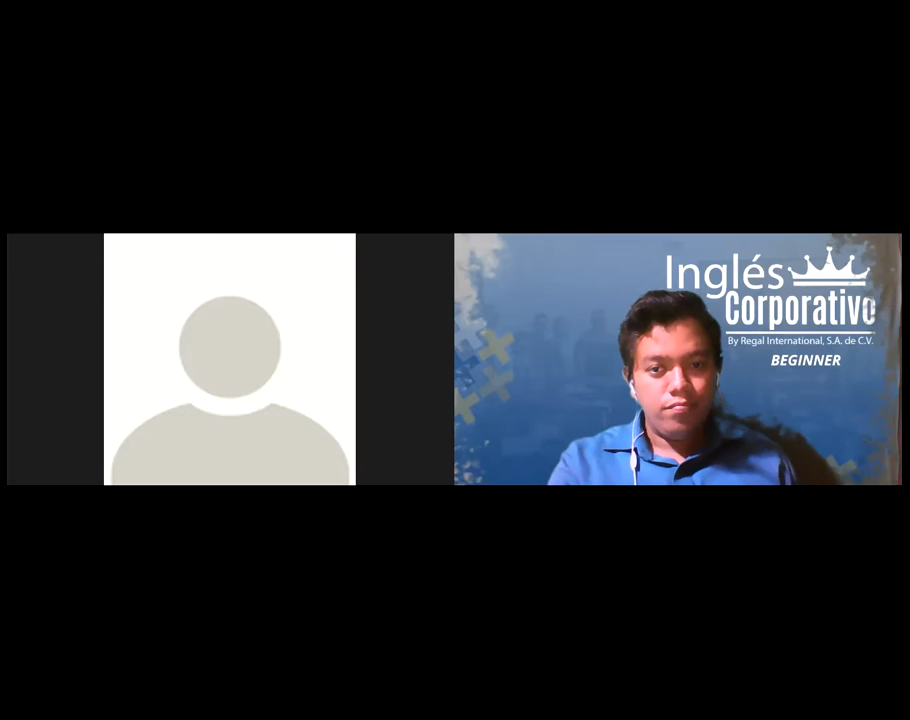 Inglés
Corporativo
By Regal International, S.A. de C.V.
BEGINNER